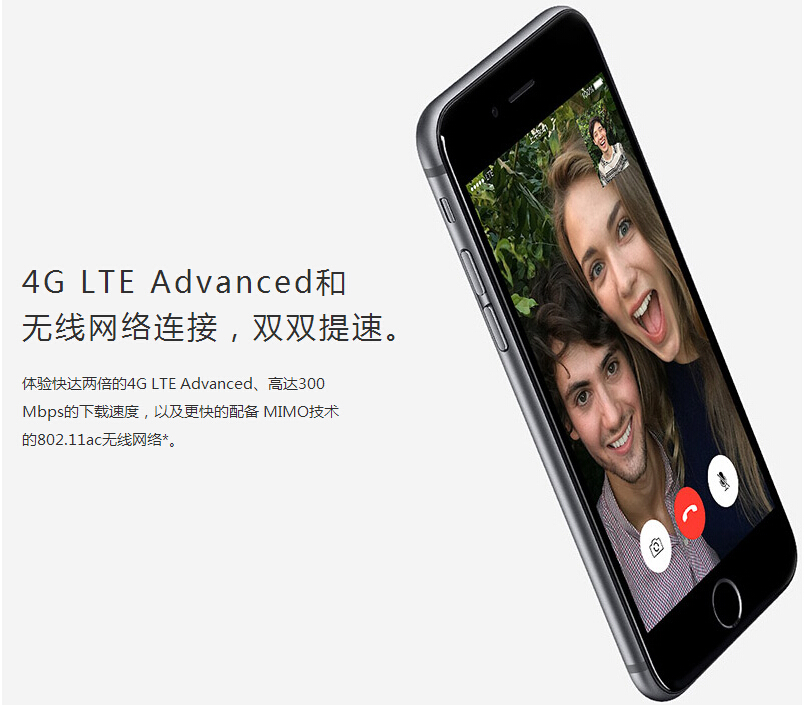 4G LTE Advanced和
无线网络连接，双双提速。
体验快达两倍的4G LTE Advanced、高达300
Mbps的下载速度，以及更快的配备 MIMO技术
的802.11ac无线网络*。
LTE
100%